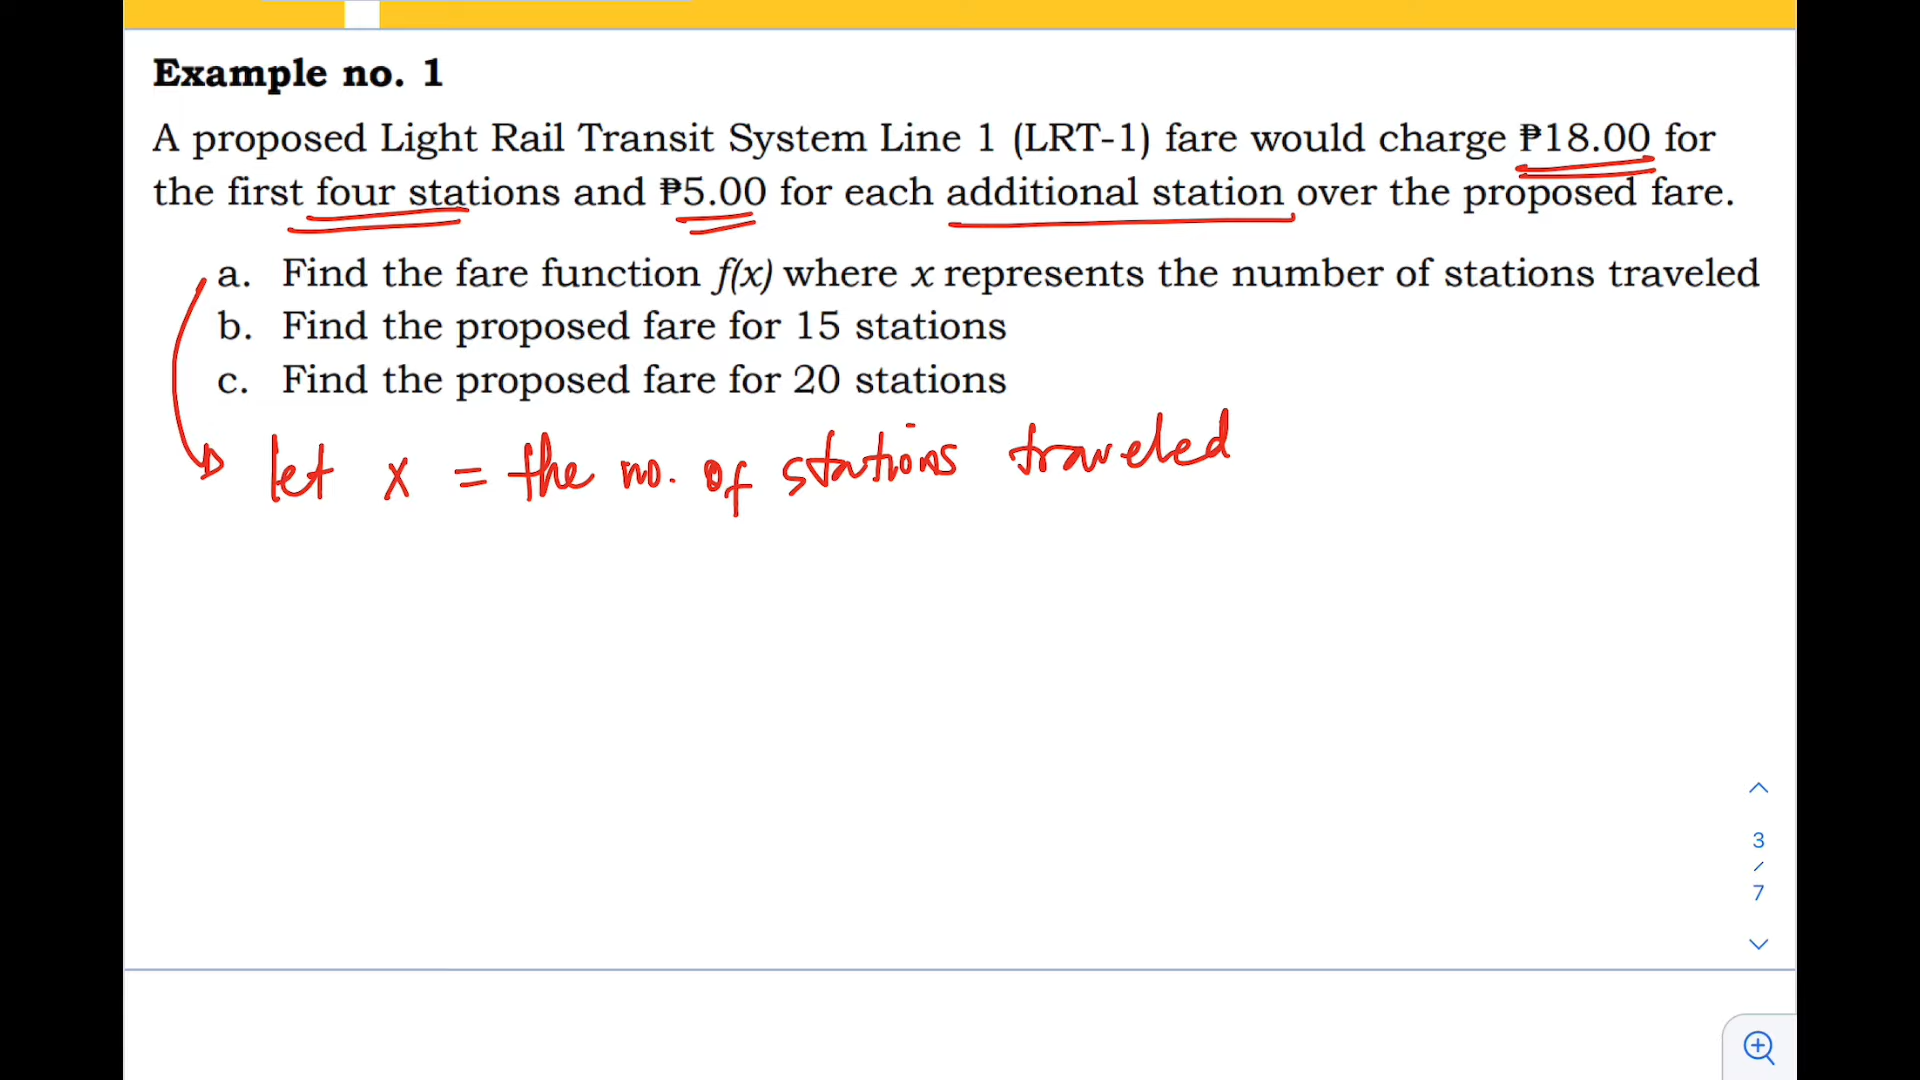 Example no. 1
A proposed Light Rail Transit System Line 1 (LRT-1) fare would charge ₱18.00 for
the first four stations and ₱5.00 for each additional station over the proposed fare.
a. Find the fare function f(x) where x represents the number of stations traveled
b. Find the proposed fare for 15 stations
c. Find the proposed fare for 20 stations
let x = the no. of stations traveled
3
/
7